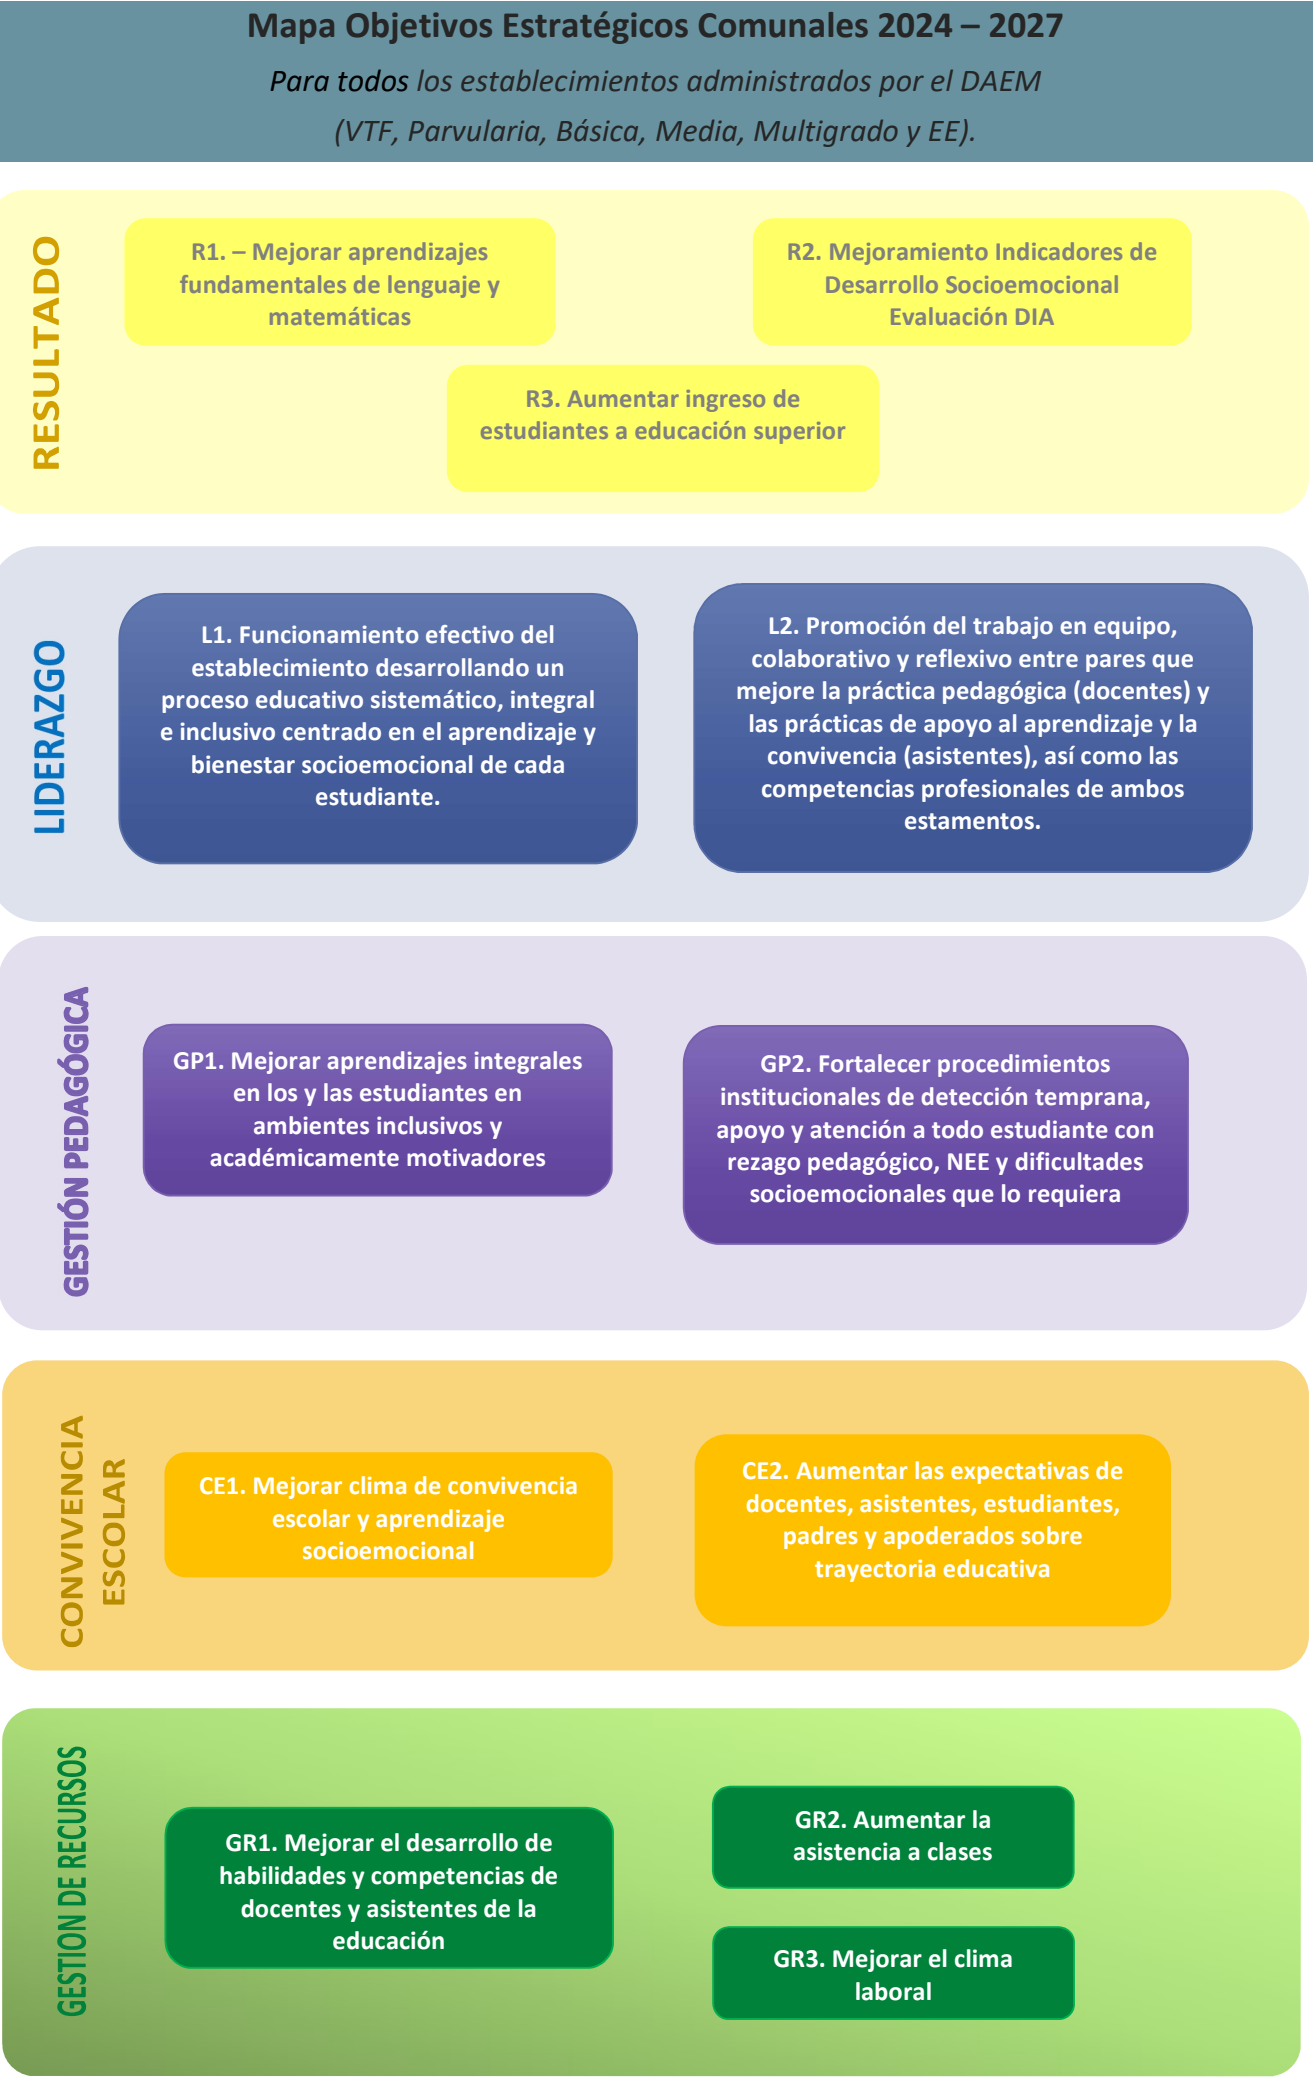 Mapa Objetivos Estratégicos Comunales 2024 – 2027
Para todos los establecimientos administrados por el DAEM
(VTF, Parvularia, Básica, Media, Multigrado y EE).
RESULTADO
R1. – Mejorar aprendizajes
fundamentales de lenguaje y
matemáticas
R2. Mejoramiento Indicadores de
Desarrollo Socioemocional
Evaluación DIA
R3. Aumentar ingreso de
estudiantes a educación superior
LIDERAZGO
L1. Funcionamiento efectivo del
establecimiento desarrollando un
proceso educativo sistemático, integral
e inclusivo centrado en el aprendizaje y
bienestar socioemocional de cada
estudiante.
L2. Promoción del trabajo en equipo,
colaborativo y reflexivo entre pares que
mejore la práctica pedagógica (docentes) y
las prácticas de apoyo al aprendizaje y la
convivencia (asistentes), así como las
competencias profesionales de ambos
estamentos.
GESTIÓN PEDAGÓGICA
GP1. Mejorar aprendizajes integrales
en los y las estudiantes en
ambientes inclusivos y
académicamente motivadores
GP2. Fortalecer procedimientos
institucionales de detección temprana,
apoyo y atención a todo estudiante con
rezago pedagógico, NEE y dificultades
socioemocionales que lo requiera
CONVIVENCIA
ESCOLAR
CE1. Mejorar clima de convivencia
escolar y aprendizaje
socioemocional
CE2. Aumentar las expectativas de
docentes, asistentes, estudiantes,
padres y apoderados sobre
trayectoria educativa
GESTION DE RECURSOS
GR1. Mejorar el desarrollo de
habilidades y competencias de
docentes y asistentes de la
educación
GR2. Aumentar la
asistencia a clases
GR3. Mejorar el clima
laboral